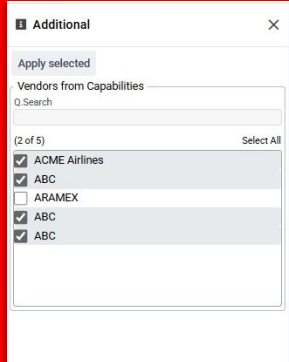 Additional
Apply selected
Vendors from Capabilities
Q.Search
(2 of 5) Select All
ACME Airlines
ABC
ARAMEX
ABC
ABC